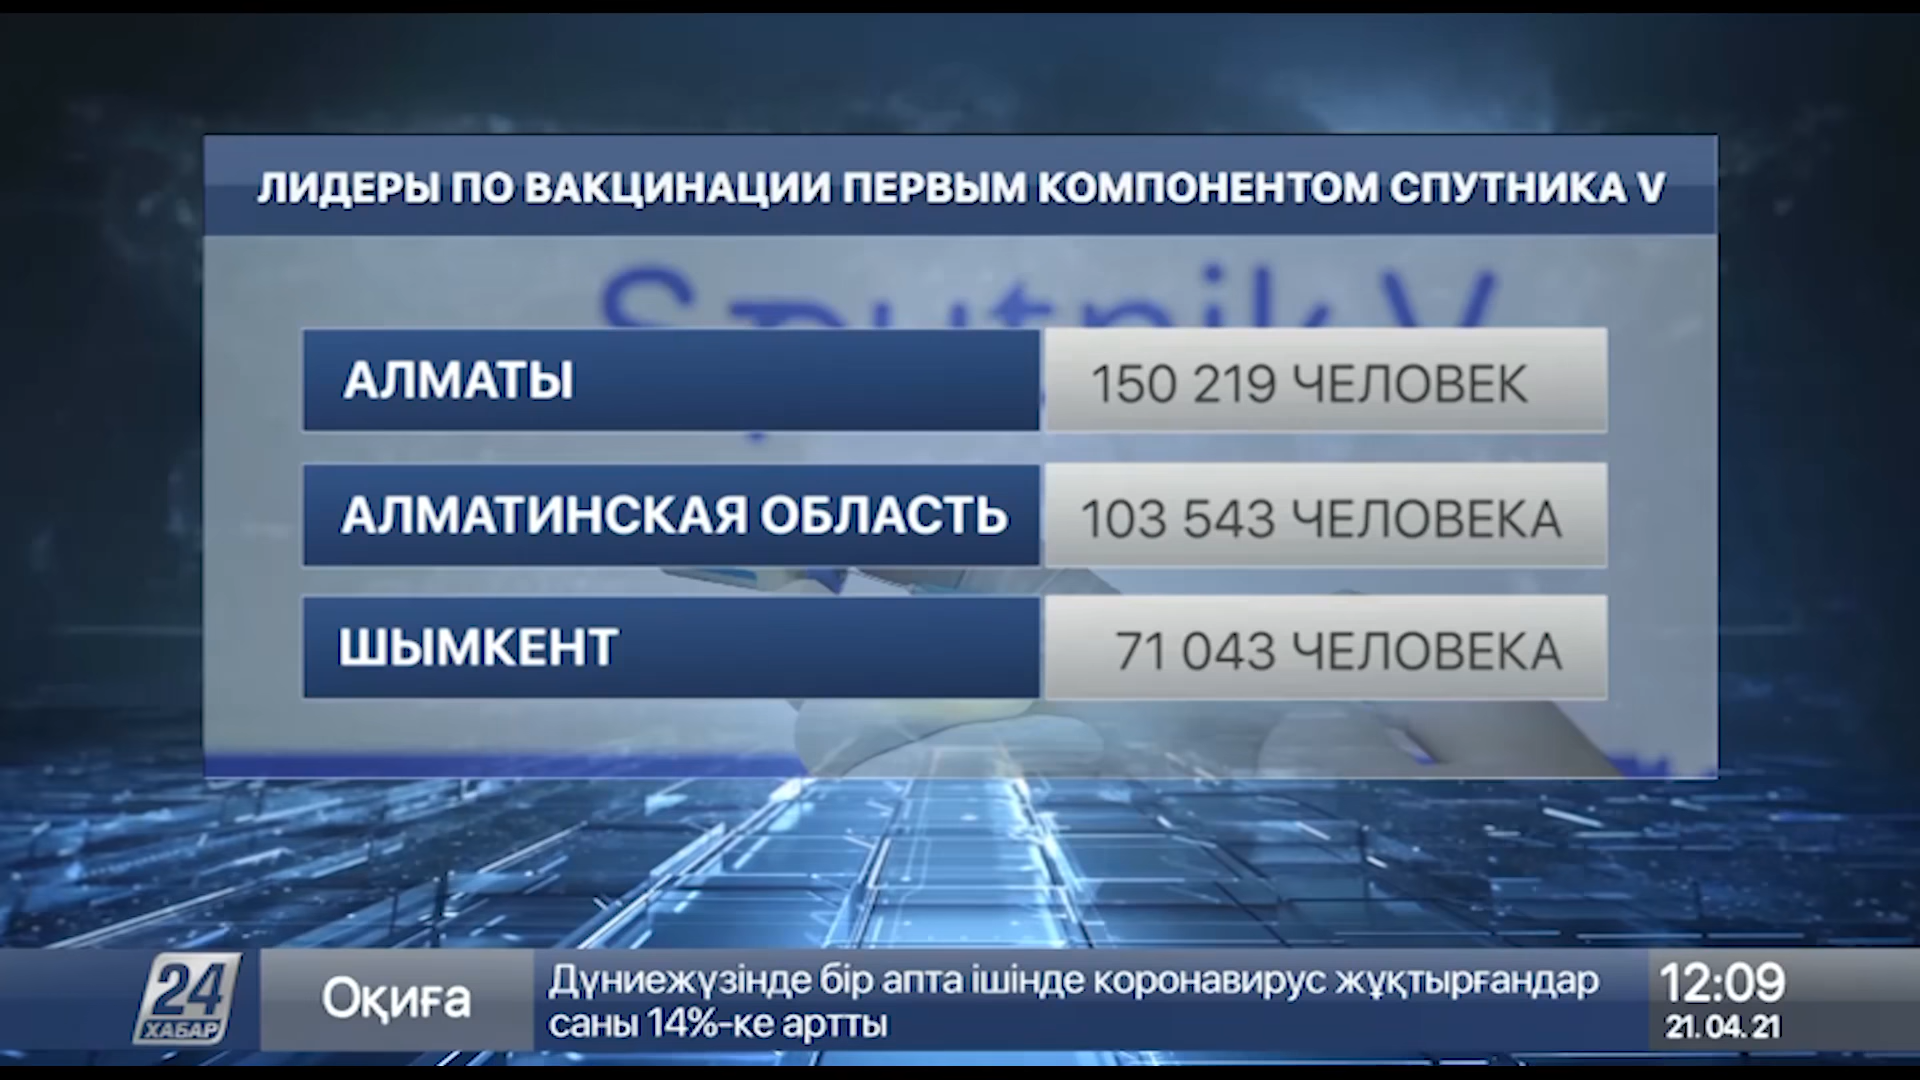 ЛИДЕРЫ ПО ВАКЦИНАЦИИ ПЕРВЫМ КОМПОНЕНТОМ СПУТНИКА V
Sputnik V
АЛМАТЫ 150 219 ЧЕЛОВЕК
АЛМАТИНСКАЯ ОБЛАСТЬ 103 543 ЧЕЛОВЕКА
ШЫМКЕНТ 71 043 ЧЕЛОВЕКА
24
ХАБАР
Оқиға
Дүниежүзінде бір апта ішінде коронавирус жұқтырғандар
саны 14%-ке артты
12:09
21.04.21